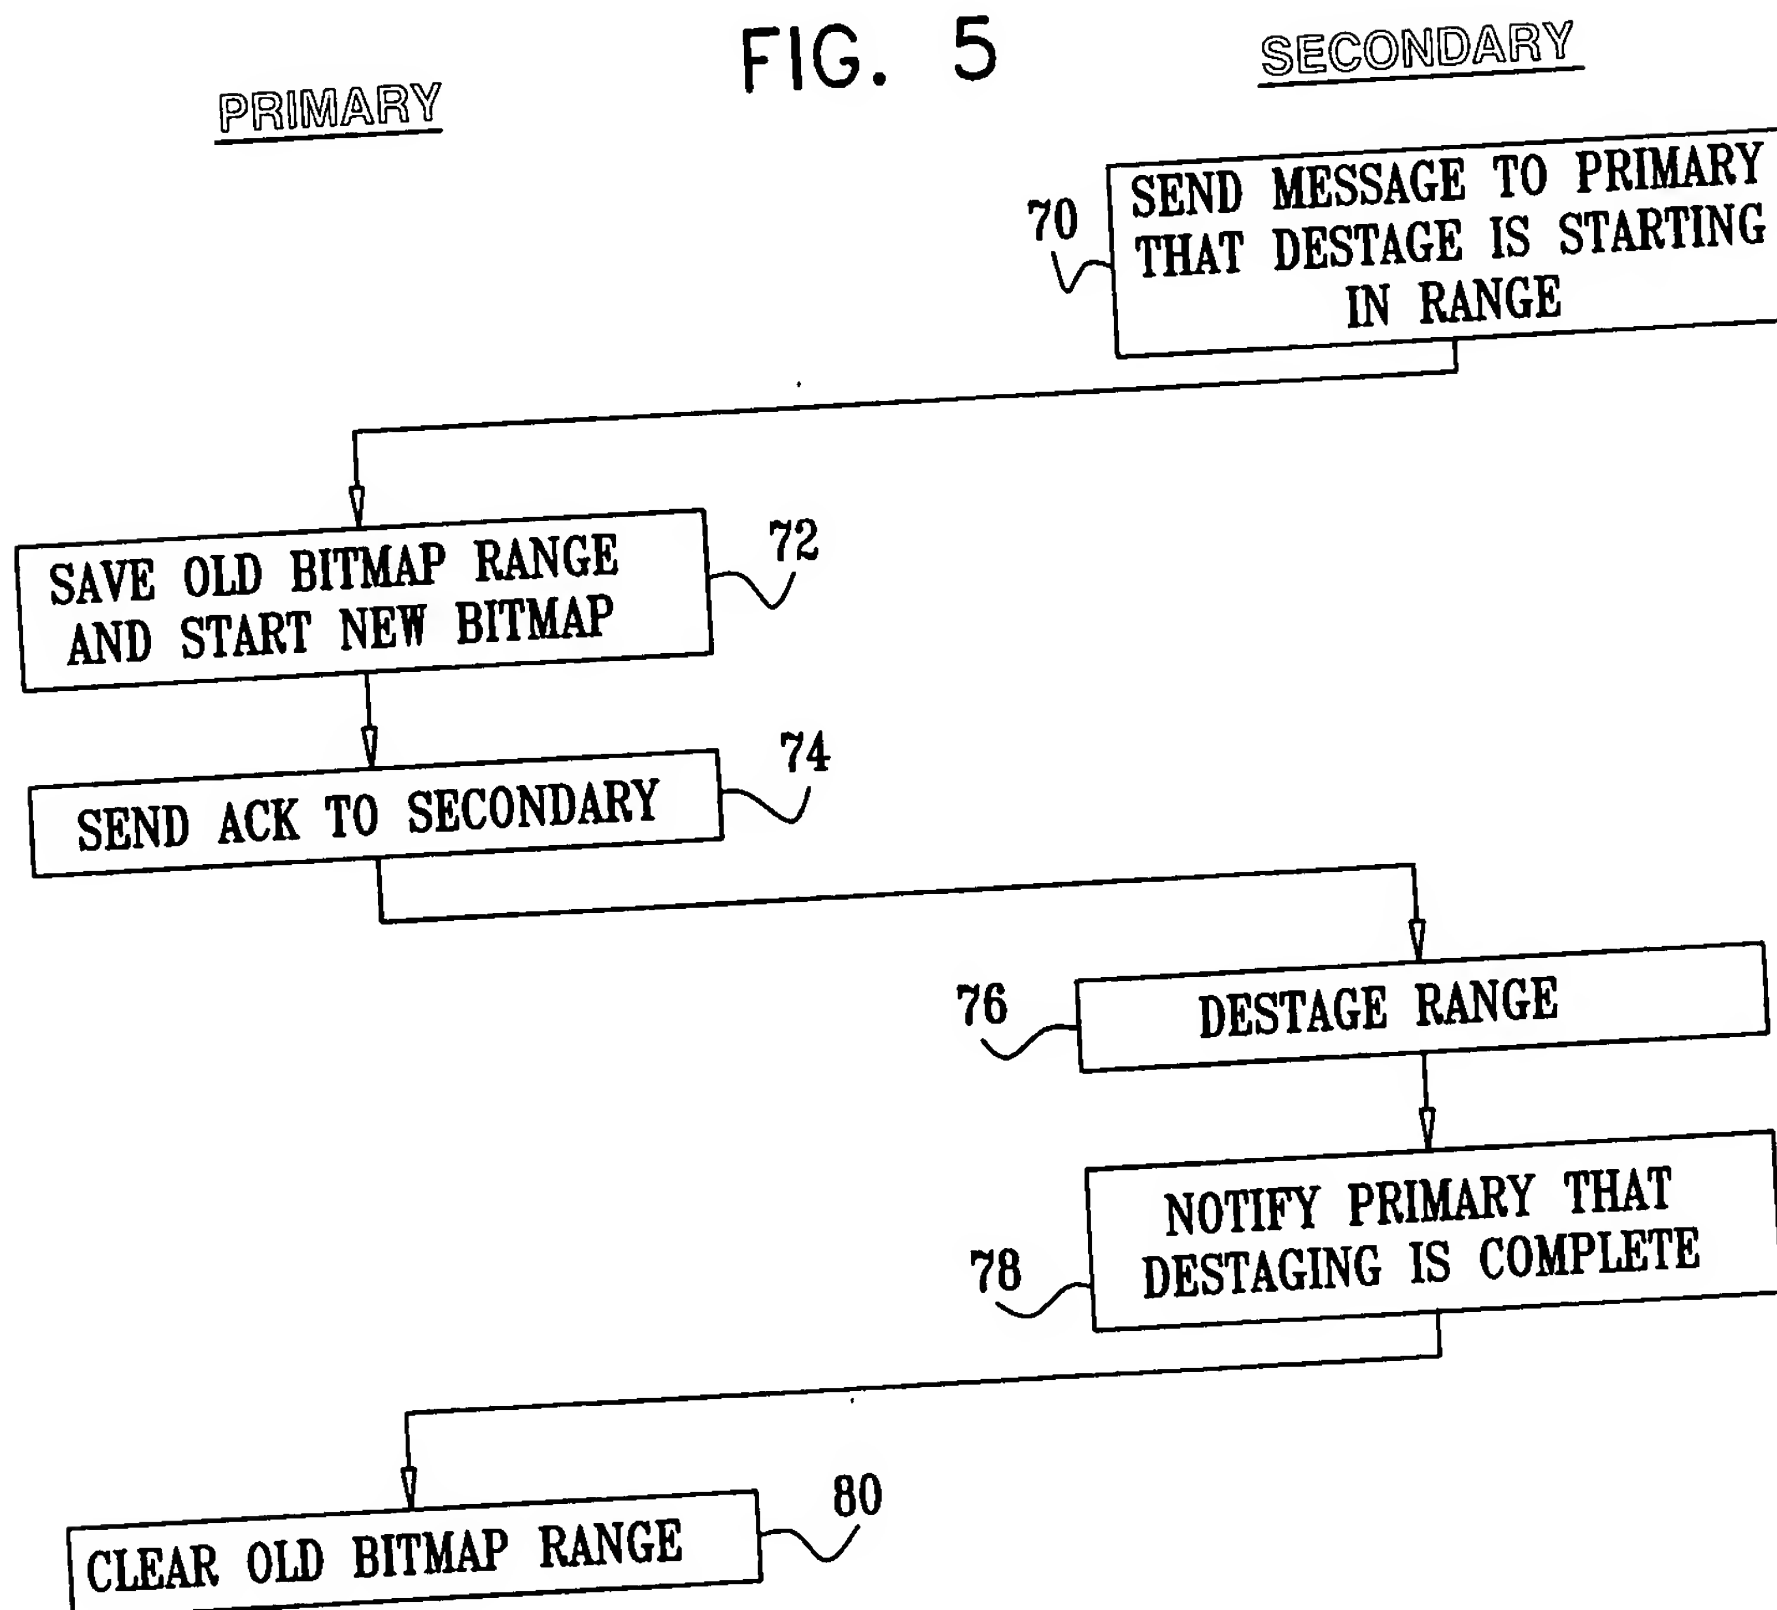 FIG. 5
PRIMARY
SECONDARY
70
SEND MESSAGE TO PRIMARY
THAT DESTAGE IS STARTING
IN RANGE
SAVE OLD BITMAP RANGE
AND START NEW BITMAP
72
SEND ACK TO SECONDARY
74
76
DESTAGE RANGE
78
NOTIFY PRIMARY THAT
DESTAGING IS COMPLETE
CLEAR OLD BITMAP RANGE
80